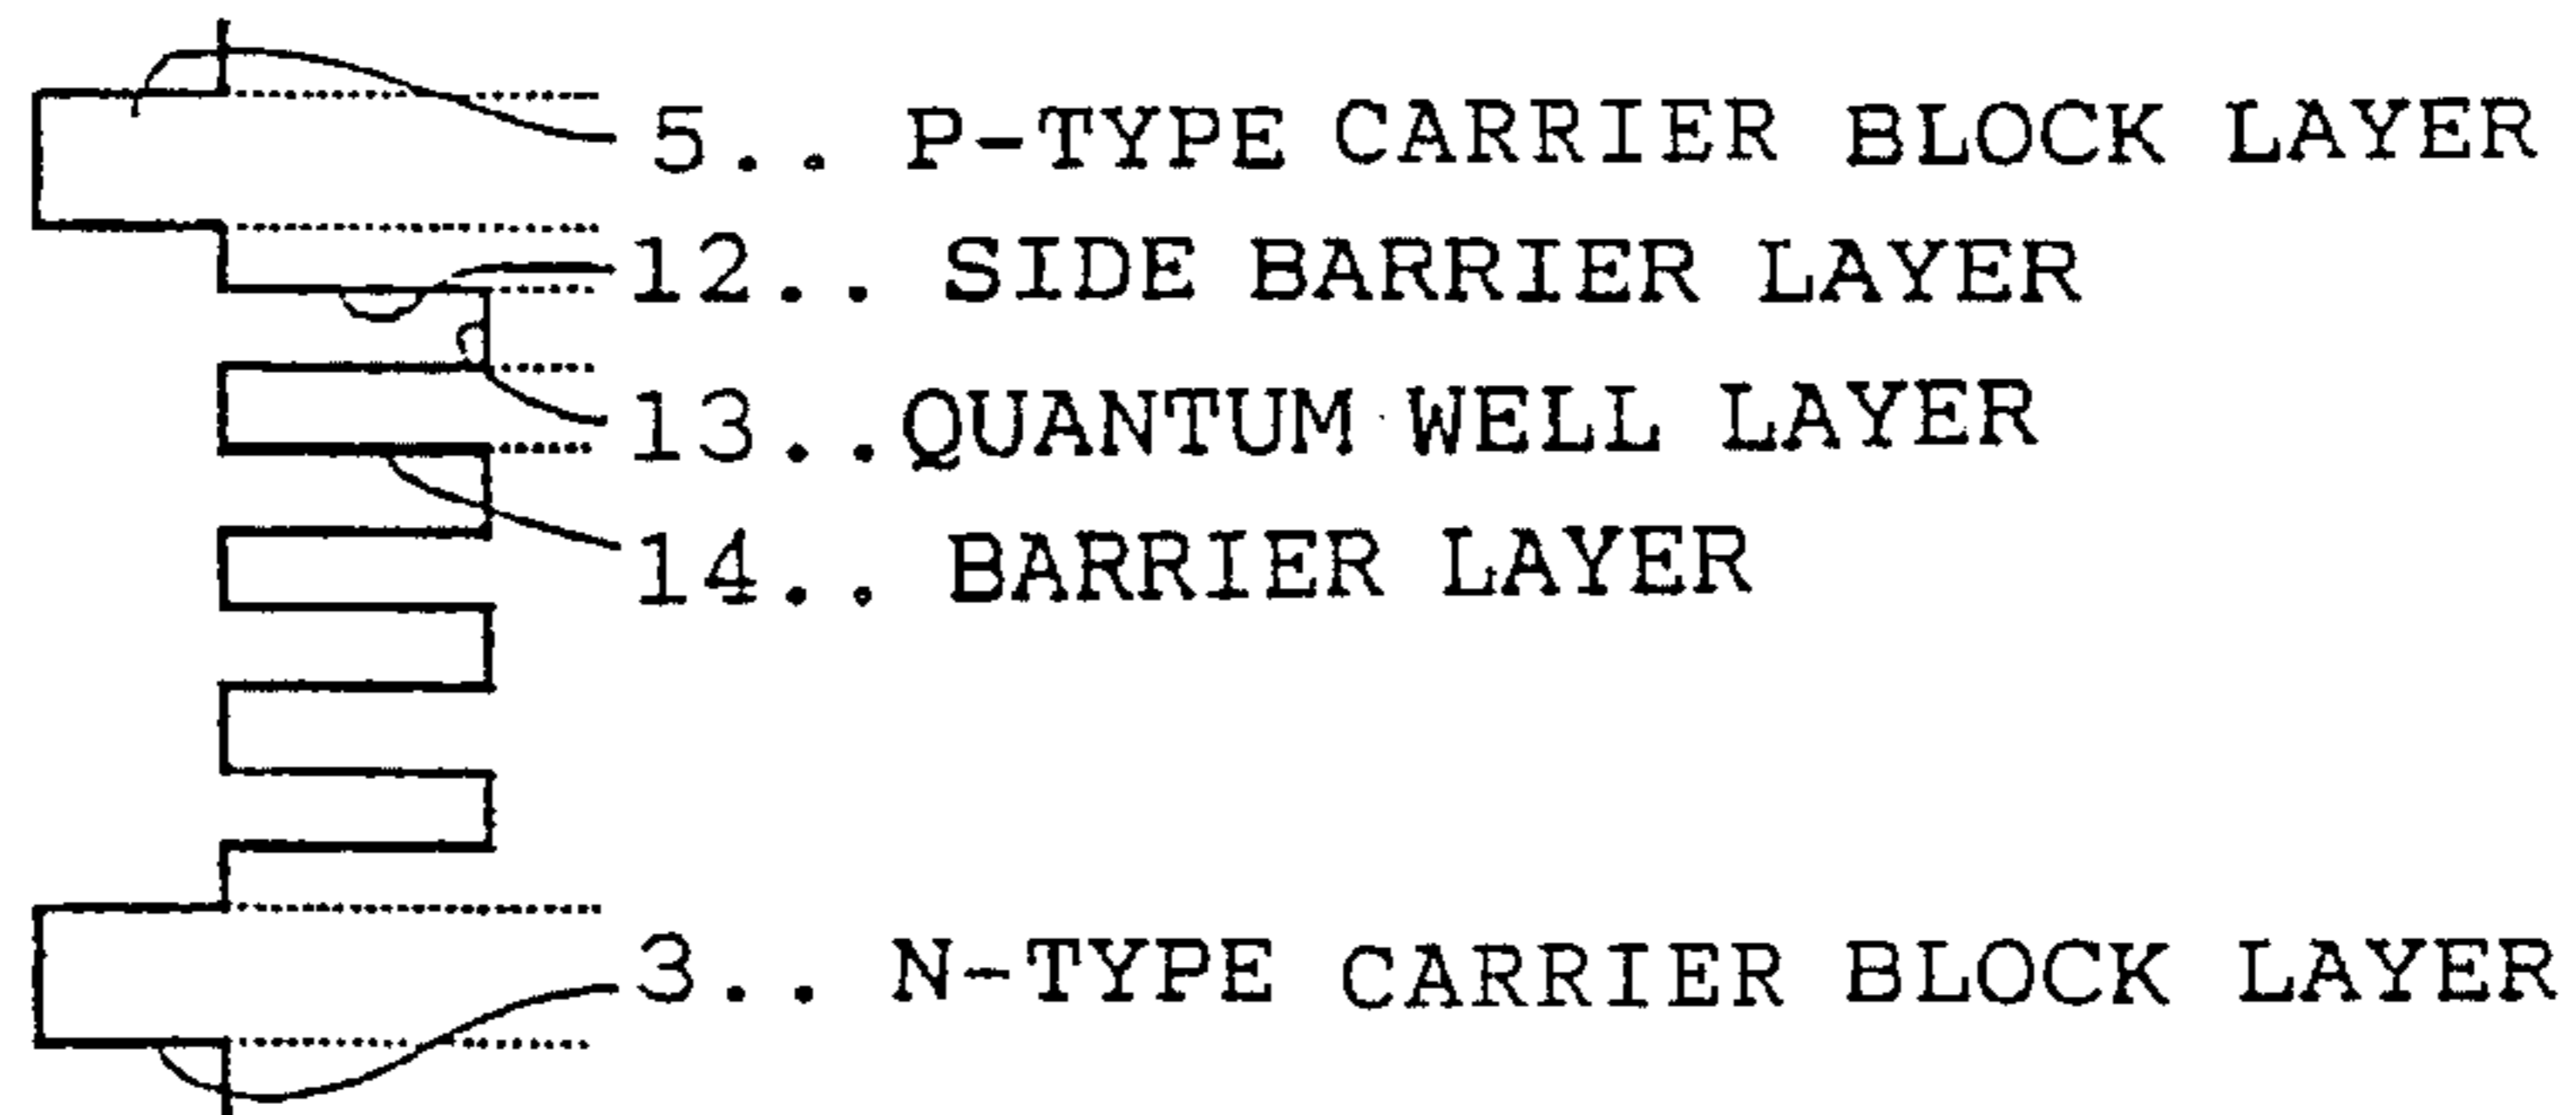 5.. P-TYPE CARRIER BLOCK LAYER
12.. SIDE BARRIER LAYER
13..QUANTUM WELL LAYER
14.. BARRIER LAYER
3.. N-TYPE CARRIER BLOCK LAYER